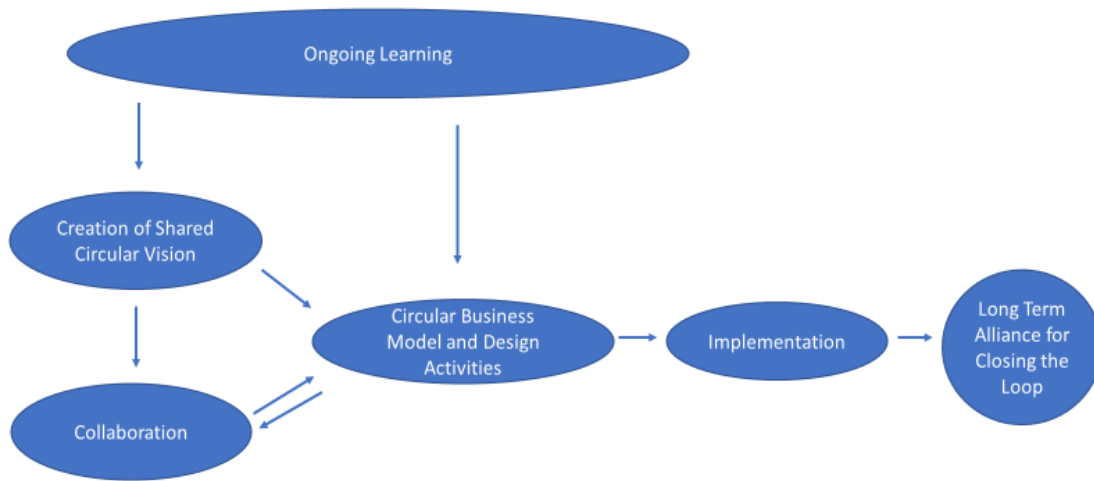 Ongoing Learning
Creation of Shared
Circular Vision
Circular Business
Model and Design
Activities
Implementation
Long Term
Alliance for
Closing the
Loop
Collaboration